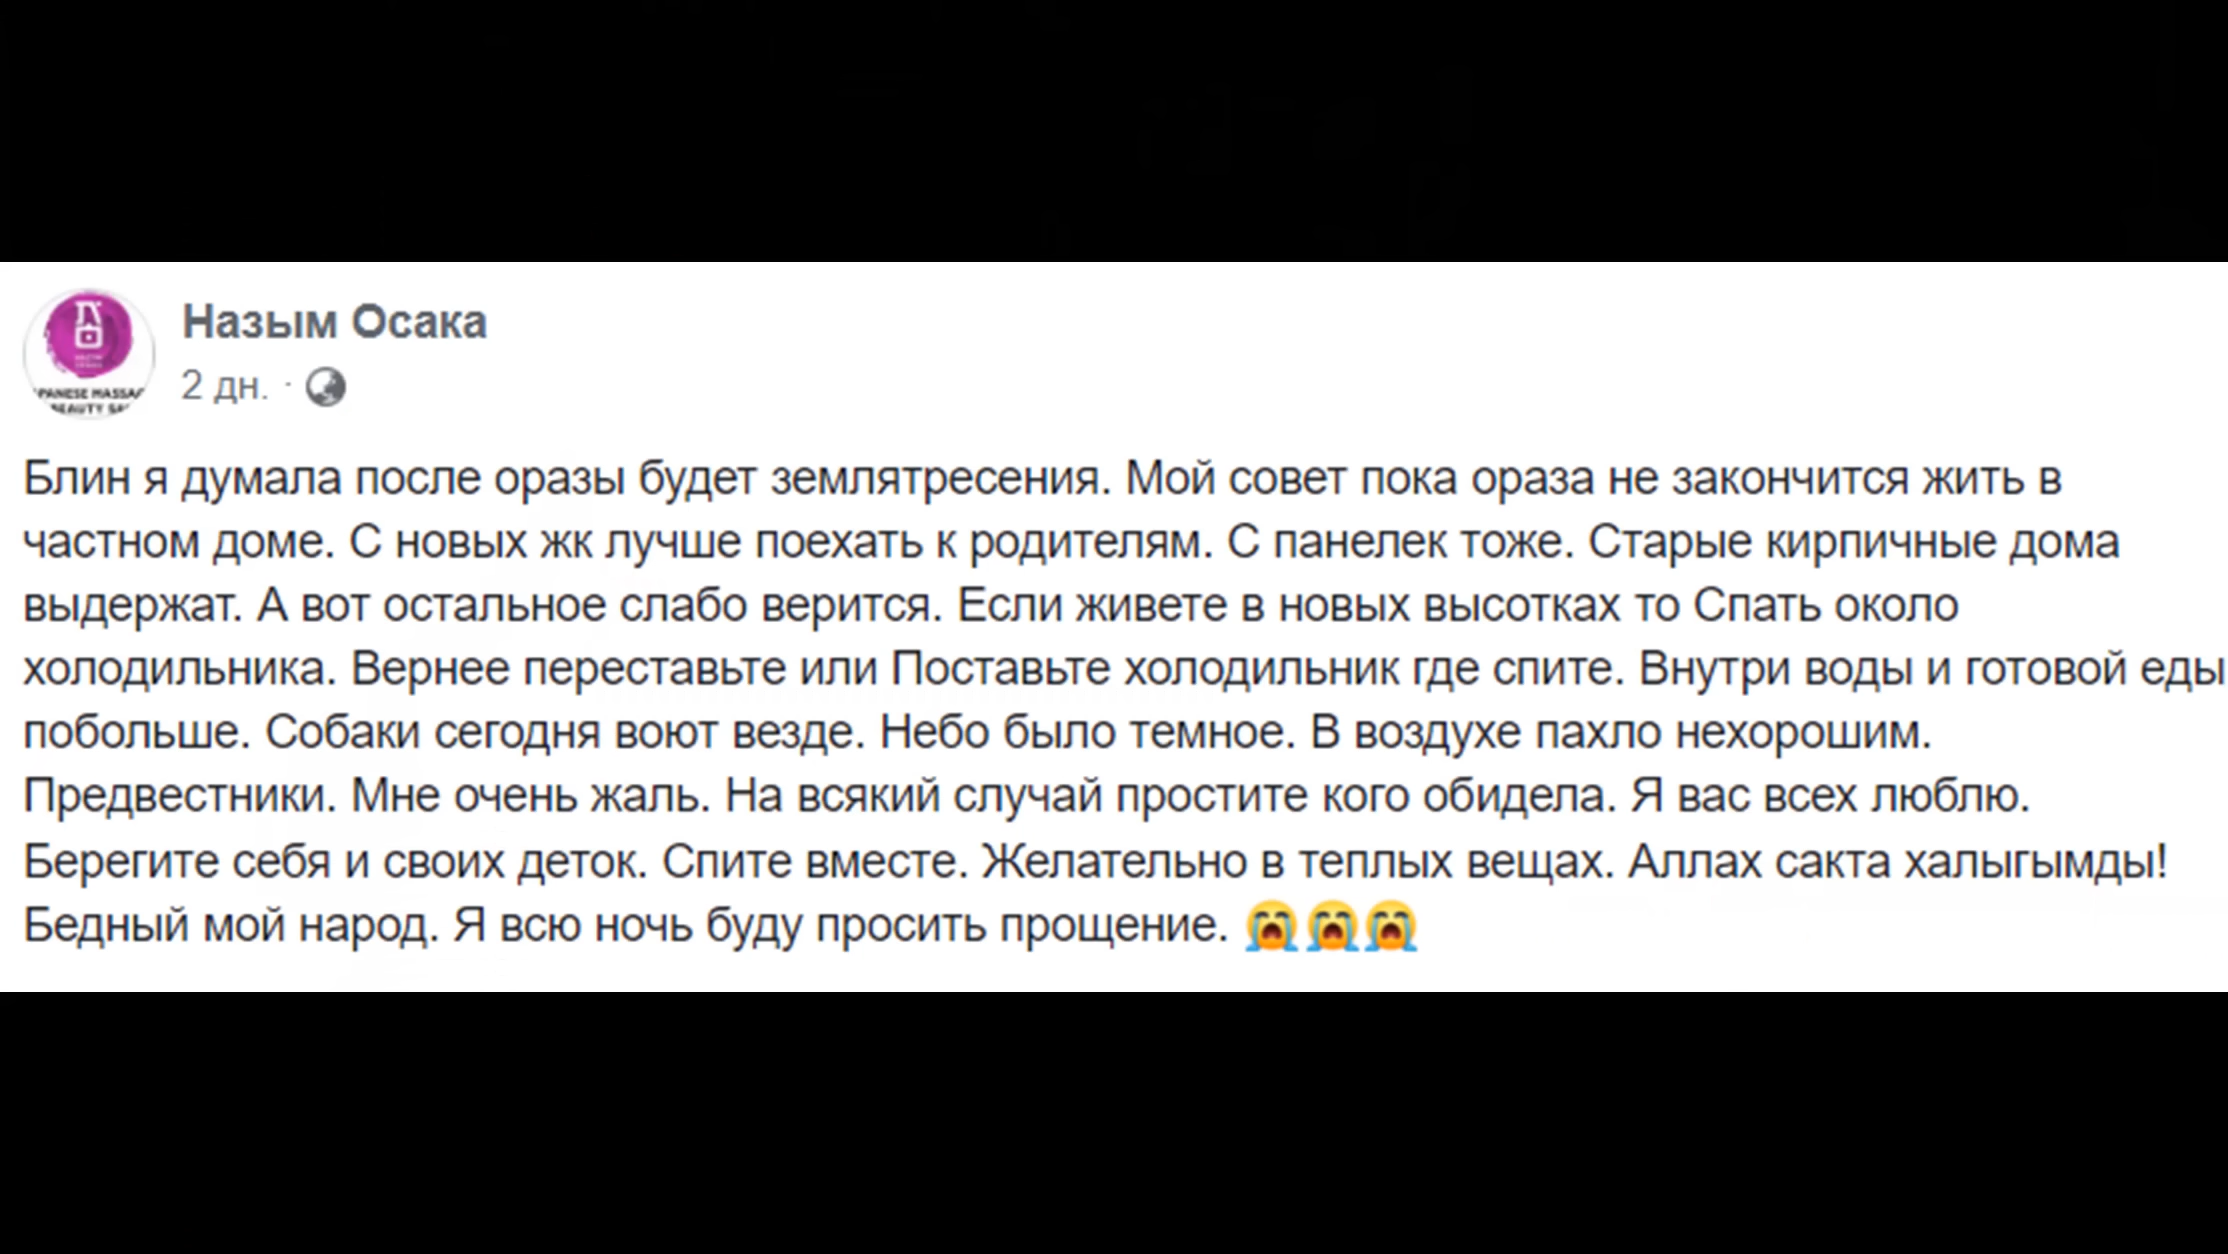 Назым Осака
2 дн. ·
PANESE MASSA
BEAUTY
Блин я думала после оразы будет землятресения. Мой совет пока ораза не закончится жить в
частном доме. С новых жк лучше поехать к родителям. С панелек тоже. Старые кирпичные дома
выдержат. А вот остальное слабо верится. Если живете в новых высотках то Спать около
холодильника. Вернее переставьте или Поставьте холодильник где спите. Внутри воды и готовой еды
побольше. Собаки сегодня воют везде. Небо было темное. В воздухе пахло нехорошим.
Предвестники. Мне очень жаль. На всякий случай простите кого обидела. Я вас всех люблю.
Берегите себя и своих деток. Спите вместе. Желательно в теплых вещах. Аллах сакта халыгымды!
Бедный мой народ. Я всю ночь буду просить прощение. 😭😭😭